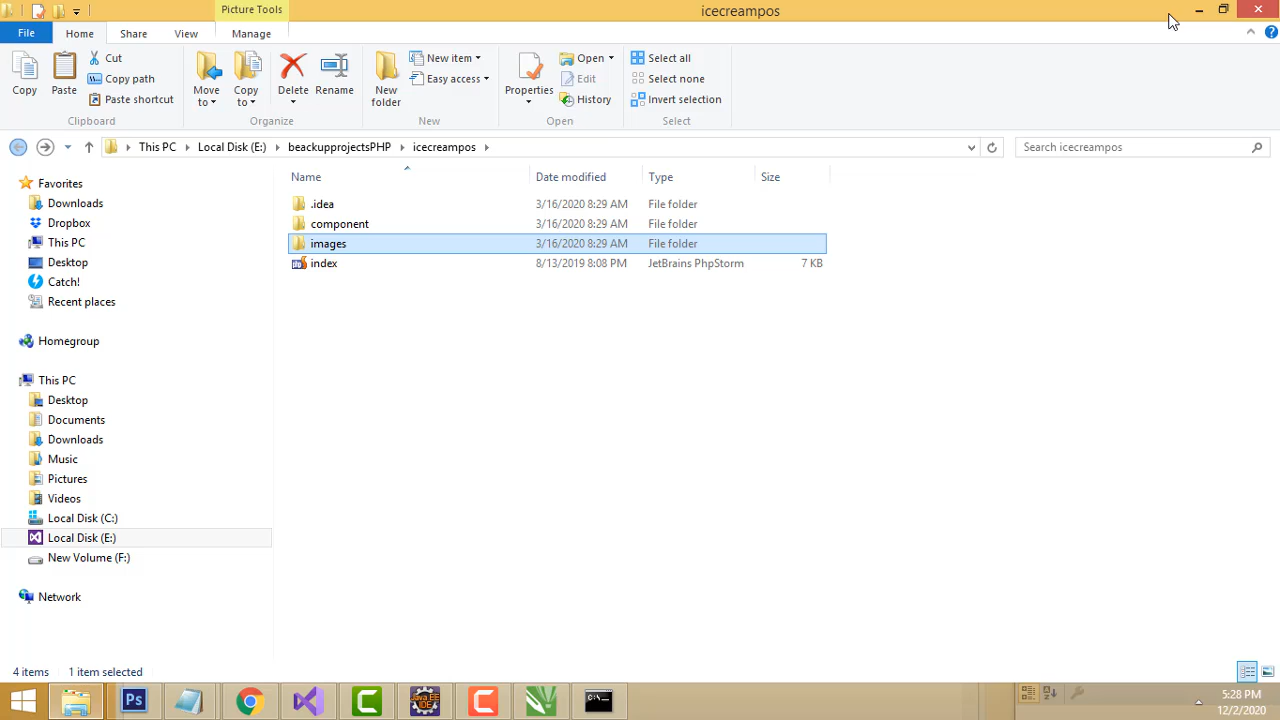 Picture Tools
icecreampos
File
Home
Share
View
Manage
Copy
Paste
Cut
Copy path
Paste shortcut
Clipboard
Move to
Copy to
Delete
Rename
Organize
New folder
New item
Easy access
New
Properties
Open
Edit
History
Open
Select all
Select none
Invert selection
Select
This PC
Local Disk (E:)
beackupprojectsPHP
icecreampos
Search icecreampos
Name
Date modified
Type
Size
.idea 3/16/2020 8:29 AM File folder
component 3/16/2020 8:29 AM File folder
images 3/16/2020 8:29 AM File folder
index 8/13/2019 8:08 PM JetBrains PhpStorm 7 KB
Favorites
Downloads
Dropbox
This PC
Desktop
Catch!
Recent places
Homegroup
This PC
Desktop
Documents
Downloads
Music
Pictures
Videos
Local Disk (C:)
Local Disk (E:)
New Volume (F:)
Network
4 items 1 item selected
Ps
Java EE
IDE
C:\
5:28 PM
12/2/2020